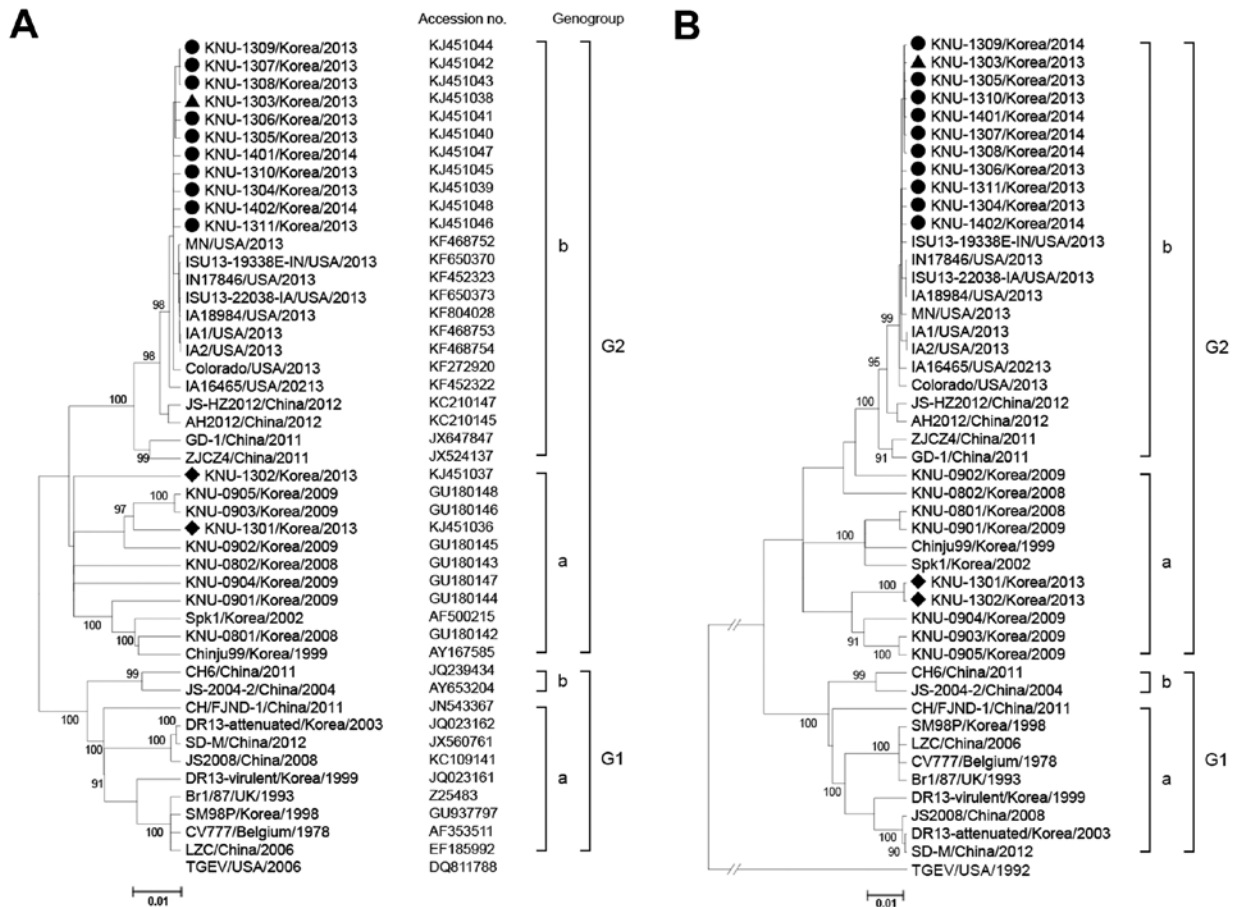 A
Accession no. Genogroup
KNU-1309/Korea/2013 KJ451044
KNU-1307/Korea/2013 KJ451042
KNU-1308/Korea/2013 KJ451043
KNU-1303/Korea/2013 KJ451038
KNU-1306/Korea/2013 KJ451041
KNU-1305/Korea/2013 KJ451040
KNU-1401/Korea/2014 KJ451047
KNU-1310/Korea/2013 KJ451045
KNU-1304/Korea/2013 KJ451039
KNU-1402/Korea/2014 KJ451048
KNU-1311/Korea/2013 KJ451046
MN/USA/2013 KF468752
b
ISU13-19338E-IN/USA/2013 KF650370
IN17846/USA/2013 KF452323
ISU13-22038-IA/USA/2013 KF650373
98
IA18984/USA/2013 KF804028
IA1/USA/2013 KF468753
G2
IA2/USA/2013 KF468754
98
Colorado/USA/2013 KF272920
IA16465/USA/20213 KF452322
100
JS-HZ2012/China/2012 KC210147
AH2012/China/2012 KC210145
GD-1/China/2011 JX647847
99
ZJCZ4/China/2011 JX524137
KNU-1302/Korea/2013 KJ451037
100
KNU-0905/Korea/2009 GU180148
97
KNU-0903/Korea/2009 GU180146
KNU-1301/Korea/2013 KJ451036
KNU-0902/Korea/2009 GU180145
KNU-0802/Korea/2008 GU180143
a
KNU-0904/Korea/2009 GU180147
KNU-0901/Korea/2009 GU180144
100
Spk1/Korea/2002 AF500215
100
KNU-0801/Korea/2008 GU180142
Chinju99/Korea/1999 AY167585
99
CH6/China/2011 JQ239434
b
JS-2004-2/China/2004 AY653204
100
CH/FJND-1/China/2011 JN543367
100
DR13-attenuated/Korea/2003 JQ023162
100
SD-M/China/2012 JX560761
G1
JS2008/China/2008 KC109141
a
91
DR13-virulent/Korea/1999 JQ023161
Br1/87/UK/1993 Z25483
SM98P/Korea/1998 GU937797
100
CV777/Belgium/1978 AF353511
LZC/China/2006 EF185992
TGEV/USA/2006 DQ811788
0.01
B
KNU-1309/Korea/2014
KNU-1303/Korea/2013
KNU-1305/Korea/2013
KNU-1310/Korea/2013
KNU-1401/Korea/2014
KNU-1307/Korea/2014
KNU-1308/Korea/2014
KNU-1306/Korea/2013
KNU-1311/Korea/2013
KNU-1304/Korea/2013
KNU-1402/Korea/2014
ISU13-19338E-IN/USA/2013
b
IN17846/USA/2013
ISU13-22038-IA/USA/2013
IA18984/USA/2013
99
MN/USA/2013
IA1/USA/2013
G2
IA2/USA/2013
95
IA16465/USA/20213
Colorado/USA/2013
100
JS-HZ2012/China/2012
AH2012/China/2012
ZJCZ4/China/2011
91
GD-1/China/2011
KNU-0902/Korea/2009
KNU-0802/Korea/2008
KNU-0801/Korea/2008
KNU-0901/Korea/2009
100
Chinju99/Korea/1999
a
Spk1/Korea/2002
100
KNU-1301/Korea/2013
KNU-1302/Korea/2013
KNU-0904/Korea/2009
91
KNU-0903/Korea/2009
100
KNU-0905/Korea/2009
99
CH6/China/2011
b
JS-2004-2/China/2004
100
CH/FJND-1/China/2011
SM98P/Korea/1998
100
LZC/China/2006
CV777/Belgium/1978
G1
a
Br1/87/UK/1993
100
DR13-virulent/Korea/1999
JS2008/China/2008
100
DR13-attenuated/Korea/2003
90
SD-M/China/2012
TGEV/USA/1992
0.01